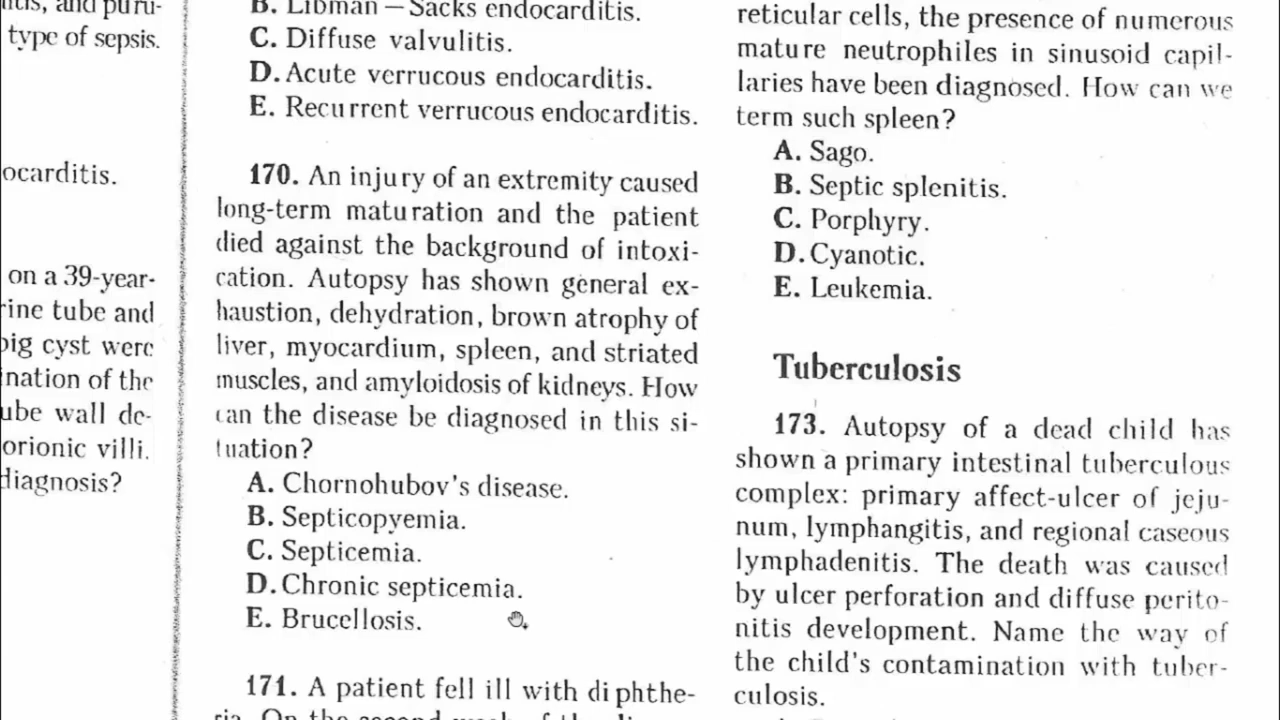 type of sepsis.
ocarditis.
on a 39-year-
rine tube and
big cyst were
ination of the
ube wall de-
orionic villi.
diagnosis?
B. Libman – Sacks endocarditis.
C. Diffuse valvulitis.
D. Acute verrucous endocarditis.
E. Recurrent verrucous endocarditis.
170. An injury of an extremity caused
long-term maturation and the patient
died against the background of intoxi-
cation. Autopsy has shown general ex-
haustion, dehydration, brown atrophy of
liver, myocardium, spleen, and striated
muscles, and amyloidosis of kidneys. How
can the disease be diagnosed in this si-
tuation?
A. Chornohubov's disease.
B. Septicopyemia.
C. Septicemia.
D. Chronic septicemia.
E. Brucellosis.
171. A patient fell ill with diphthe-
reticular cells, the presence of numerous
mature neutrophiles in sinusoid capil-
laries have been diagnosed. How can we
term such spleen?
A. Sago.
B. Septic splenitis.
C. Porphyry.
D. Cyanotic.
E. Leukemia.
Tuberculosis
173. Autopsy of a dead child has
shown a primary intestinal tuberculous
complex: primary affect-ulcer of jeju-
num, lymphangitis, and regional caseous
lymphadenitis. The death was caused
by ulcer perforation and diffuse perito-
nitis development. Name the way of
the child's contamination with tuber-
culosis.